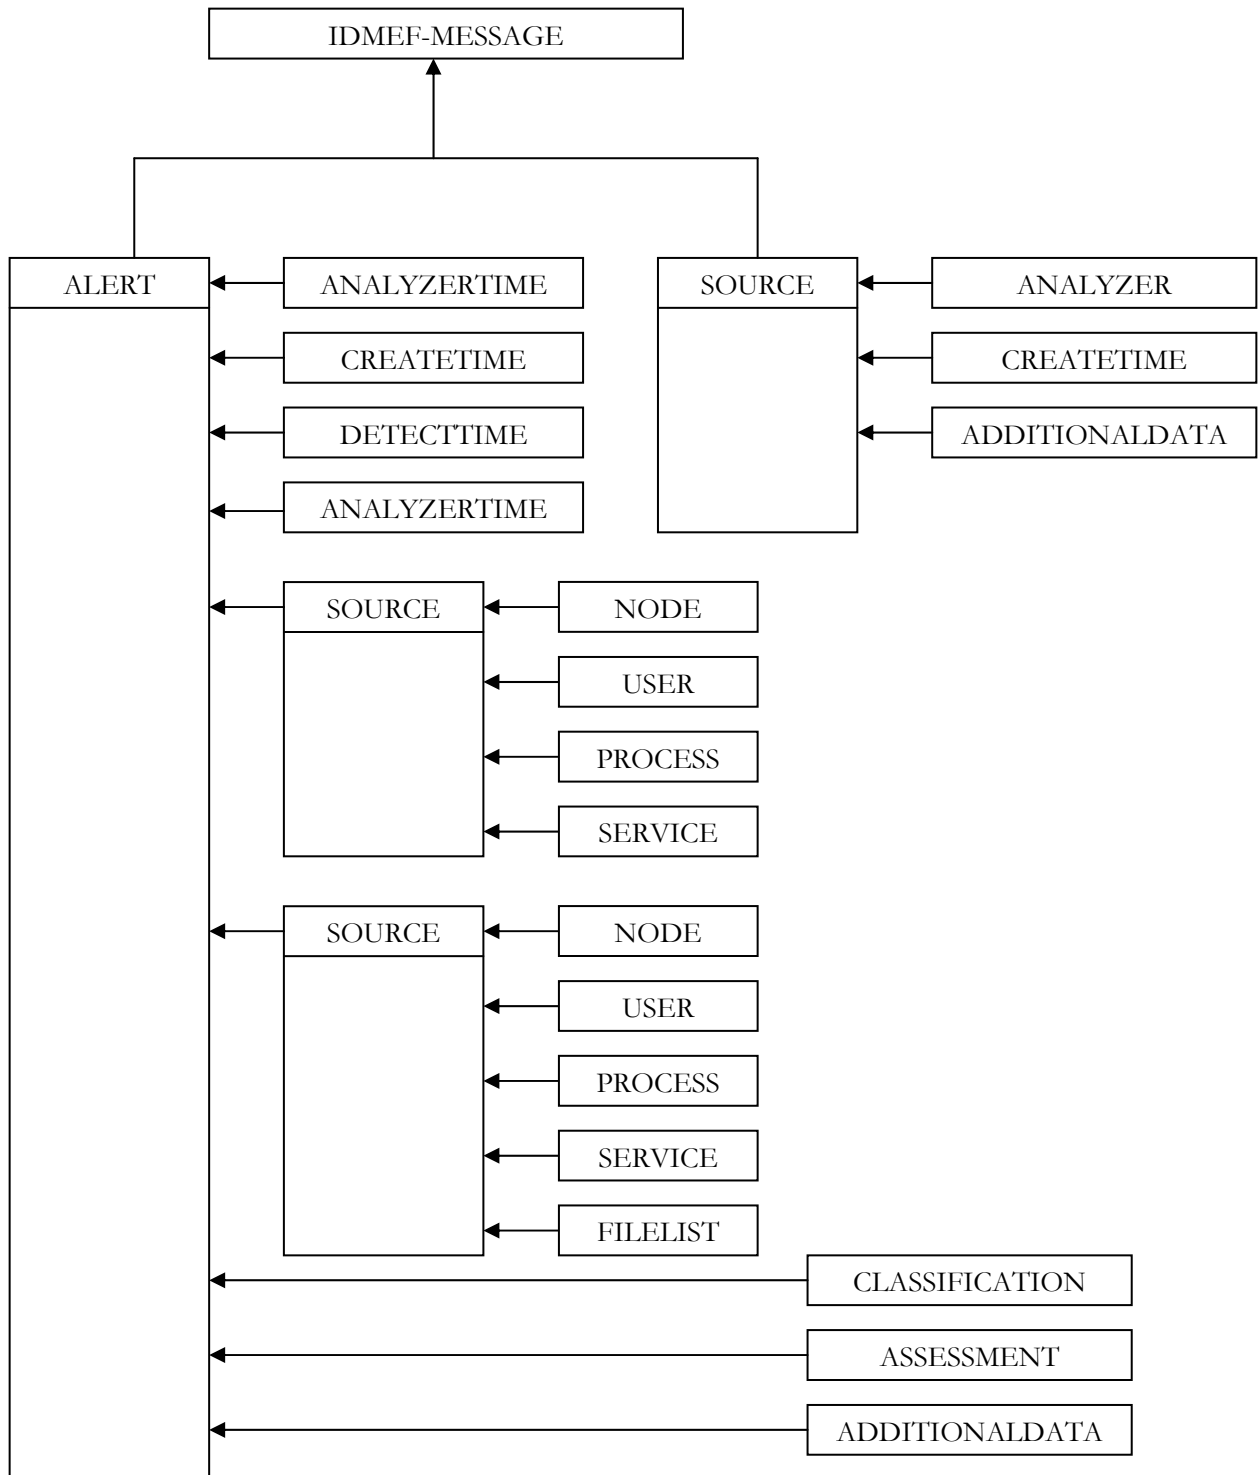 IDMEF-MESSAGE
ALERT
ANALYZERTIME
SOURCE
ANALYZER
CREATETIME
CREATETIME
DETECTTIME
ADDITIONALDATA
ANALYZERTIME
SOURCE
NODE
USER
PROCESS
SERVICE
SOURCE
NODE
USER
PROCESS
SERVICE
FILELIST
CLASSIFICATION
ASSESSMENT
ADDITIONALDATA